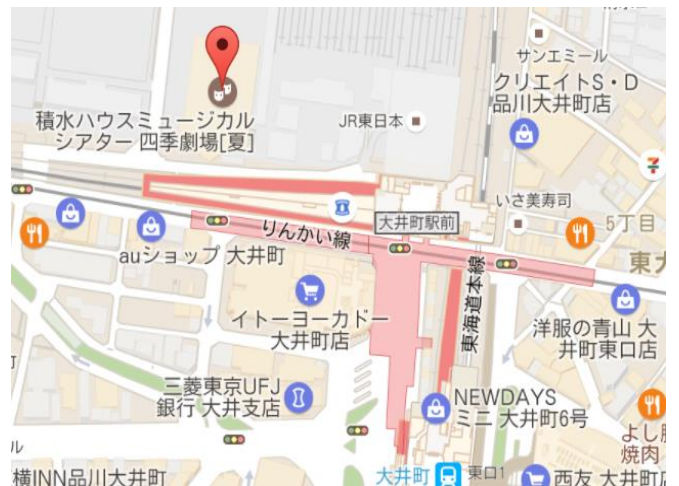 サンエミール
クリエイトS・D
品川大井町店
積水ハウスミュージカル
シアター 四季劇場[夏]
JR東日本
いさ美寿司
大井町駅前
5丁目
りんかい線
auショップ 大井町
東海道本線
イトーヨーカドー
大井町店
洋服の青山 大
井町東口店
三菱東京UFJ
銀行 大井支店
NEWDAYS
ミニ 大井町6号
焼肉
ル
横INN品川大井町
大井町
東口1
西友 大井町